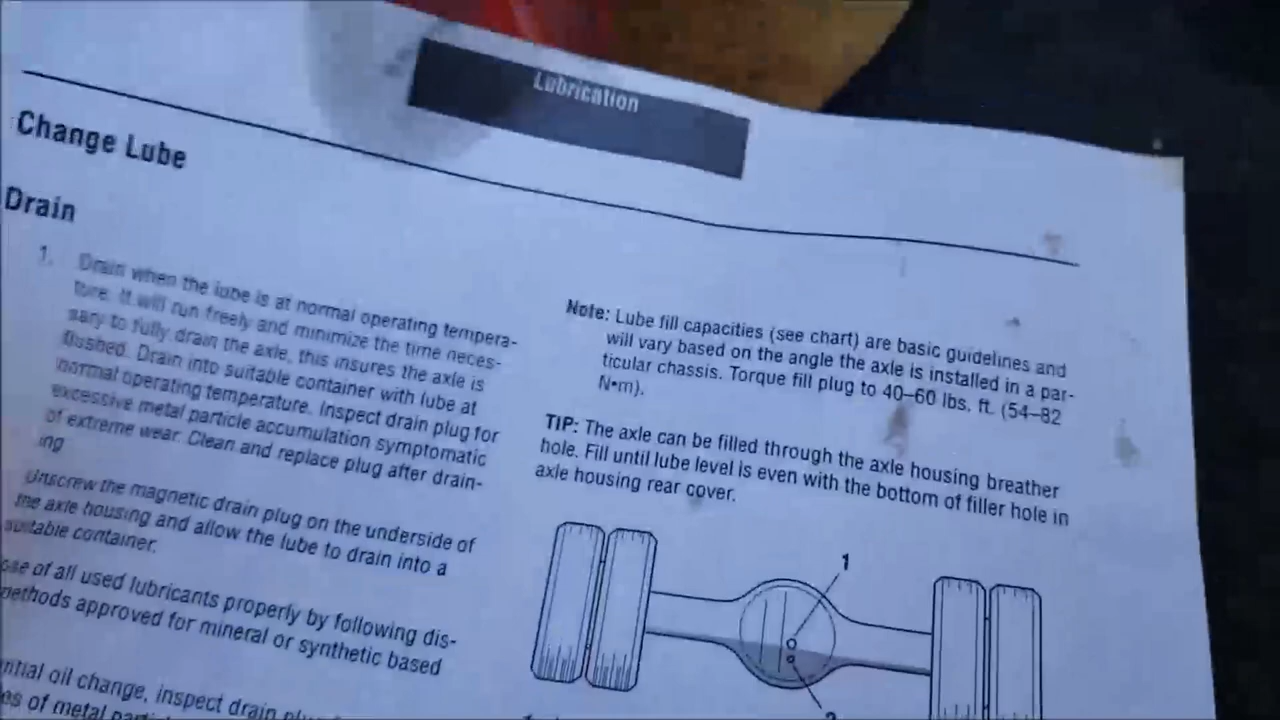 Lubrication
Change Lube
Drain
1. Drain when the lube is at normal operating tempera-
ture. It will run freely and minimize the time neces-
sary to fully drain the axle, this insures the axle is
flushed. Drain into suitable container with lube at
normal operating temperature. Inspect drain plug for
excessive metal particle accumulation symptomatic
of extreme wear. Clean and replace plug after drain-
ing
Unscrew the magnetic drain plug on the underside of
the axle housing and allow the lube to drain into a
suitable container.
ose of all used lubricants properly by following dis-
methods approved for mineral or synthetic based
ntial oil change, inspect drain plu
es of metal parti
Note: Lube fill capacities (see chart) are basic guidelines and
will vary based on the angle the axle is installed in a par-
ticular chassis. Torque fill plug to 40–60 lbs. ft. (54–82
N•m).
TIP: The axle can be filled through the axle housing breather
hole. Fill until lube level is even with the bottom of filler hole in
axle housing rear cover.
1
2